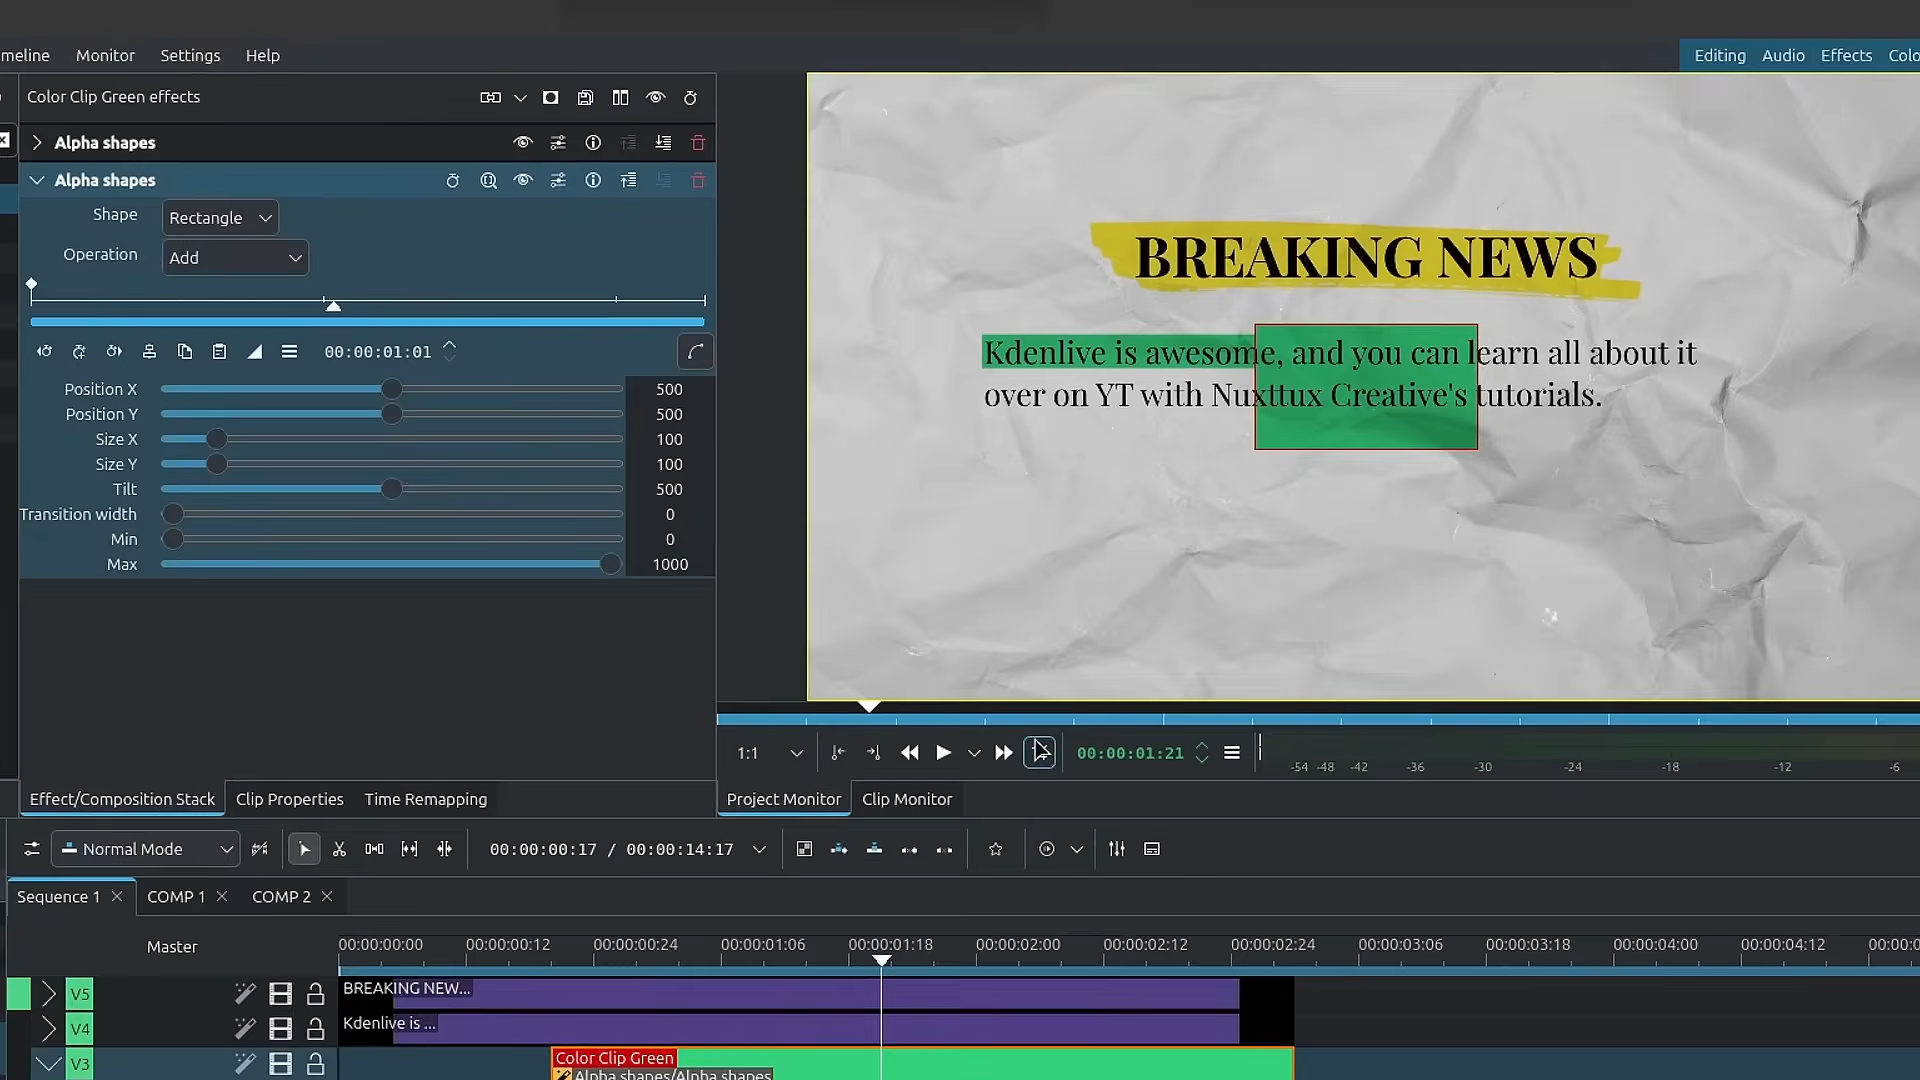 meline Monitor Settings Help
Editing Audio Effects Colo
Color Clip Green effects
Alpha shapes
Alpha shapes
Shape Rectangle
Operation Add
00:00:01:01
Position X 500
Position Y 500
Size X 100
Size Y 100
Tilt 500
Transition width 0
Min 0
Max 1000
BREAKING NEWS
Kdenlive is awesome, and you can learn all about it
over on YT with Nuxttux Creative's tutorials.
1:1 00:00:01:21
-54 -48 -42 -36 -30 -24 -18 -12 -6
Effect/Composition Stack Clip Properties Time Remapping
Project Monitor Clip Monitor
Normal Mode 00:00:00:17 / 00:00:14:17
Sequence 1 COMP 1 COMP 2
Master
00:00:00:00 00:00:00:12 00:00:00:24 00:00:01:06 00:00:01:18 00:00:02:00 00:00:02:12 00:00:02:24 00:00:03:06 00:00:03:18 00:00:04:00 00:00:04:12 00:00:0
V5 BREAKING NEW...
V4 Kdenlive is ...
V3 Color Clip Green
Alpha shapes/Alpha shapes